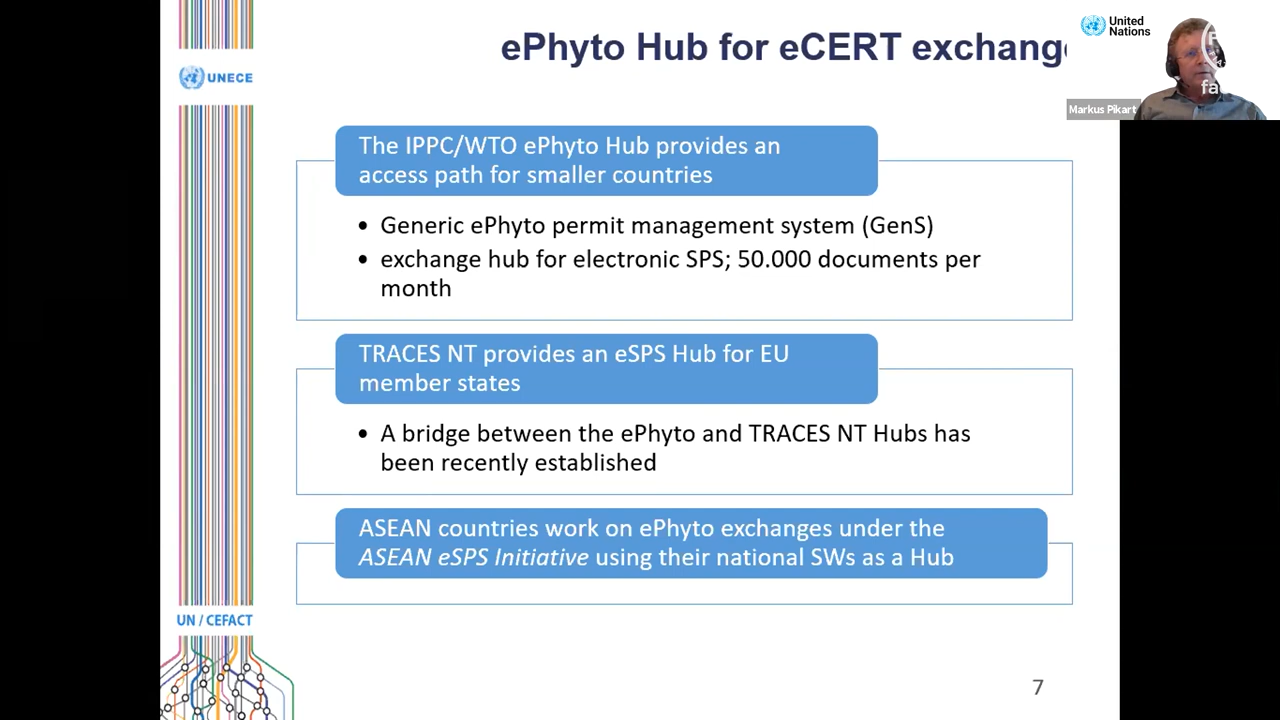 ePhyto Hub for eCERT exchange
United
Nations
UNECE
Markus Pikart
The IPPC/WTO ePhyto Hub provides an
access path for smaller countries
• Generic ePhyto permit management system (GenS)
• exchange hub for electronic SPS; 50.000 documents per
month
TRACES NT provides an eSPS Hub for EU
member states
• A bridge between the ePhyto and TRACES NT Hubs has
been recently established
ASEAN countries work on ePhyto exchanges under the
ASEAN eSPS Initiative using their national SWs as a Hub
UN / CEFACT
7